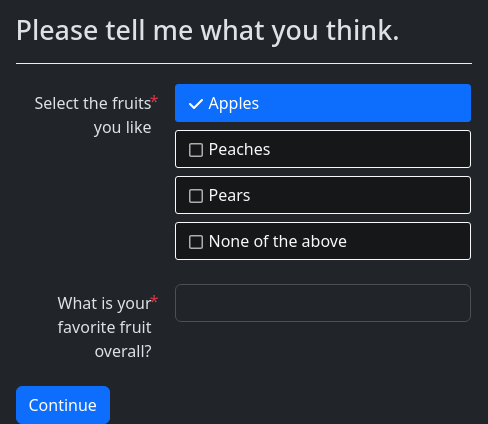 Please tell me what you think.
Select the fruits*
you like
Apples
Peaches
Pears
None of the above
What is your*
favorite fruit
overall?
Continue